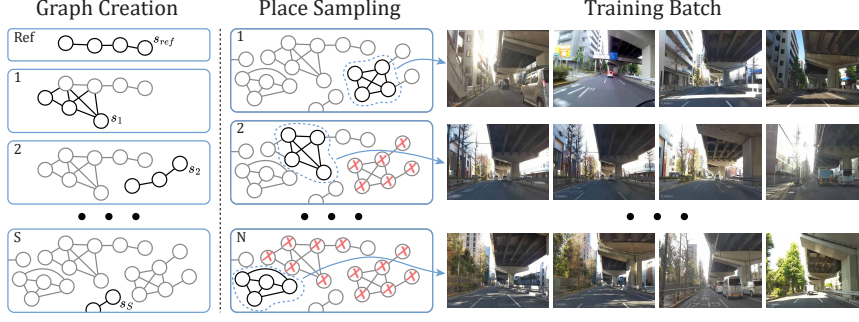 Graph Creation
Place Sampling
Training Batch
Ref
s_ref
1
s_1
2
s_2
S
s_S
1
2
N